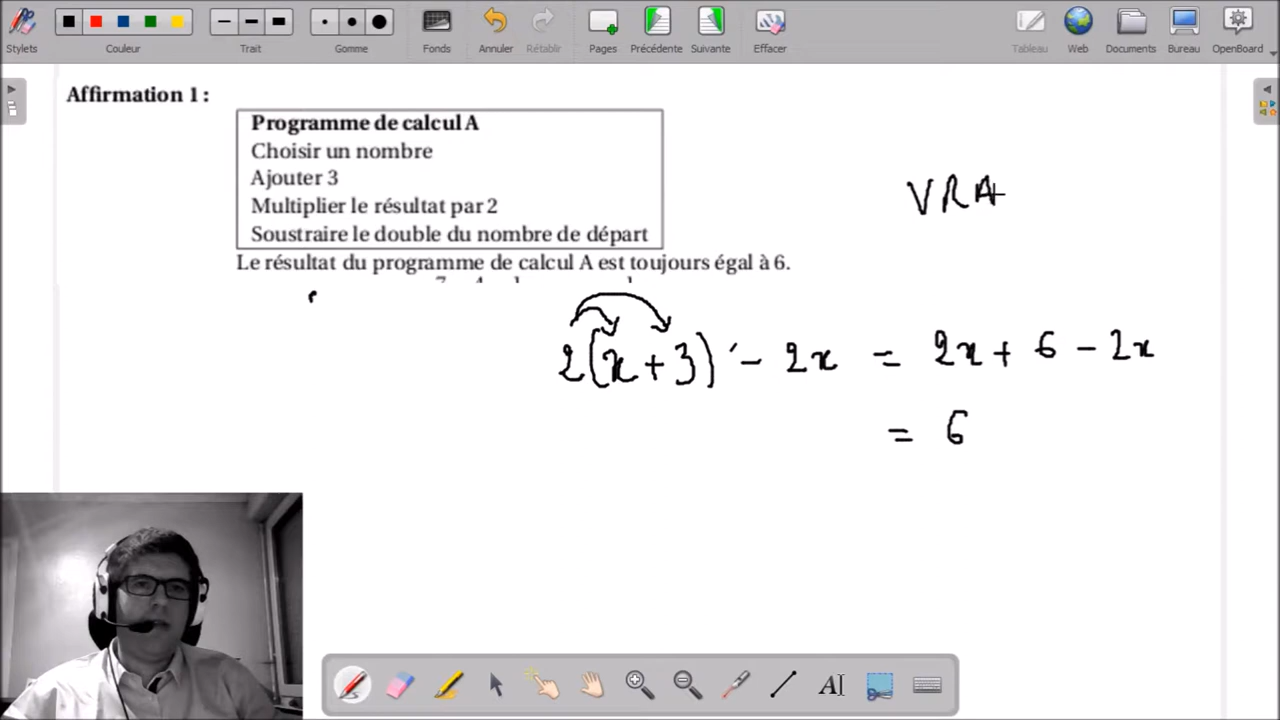 Stylets Couleur Trait Gomme Fonds Annuler Rétablir Pages Précédente Suivante Effacer Tableau Web Documents Bureau OpenBoard
Affirmation 1 :
Programme de calcul A
Choisir un nombre
Ajouter 3
Multiplier le résultat par 2
Soustraire le double du nombre de départ
VRA
Le résultat du programme de calcul A est toujours égal à 6.
2(x + 3) - 2x = 2x + 6 - 2x
= 6